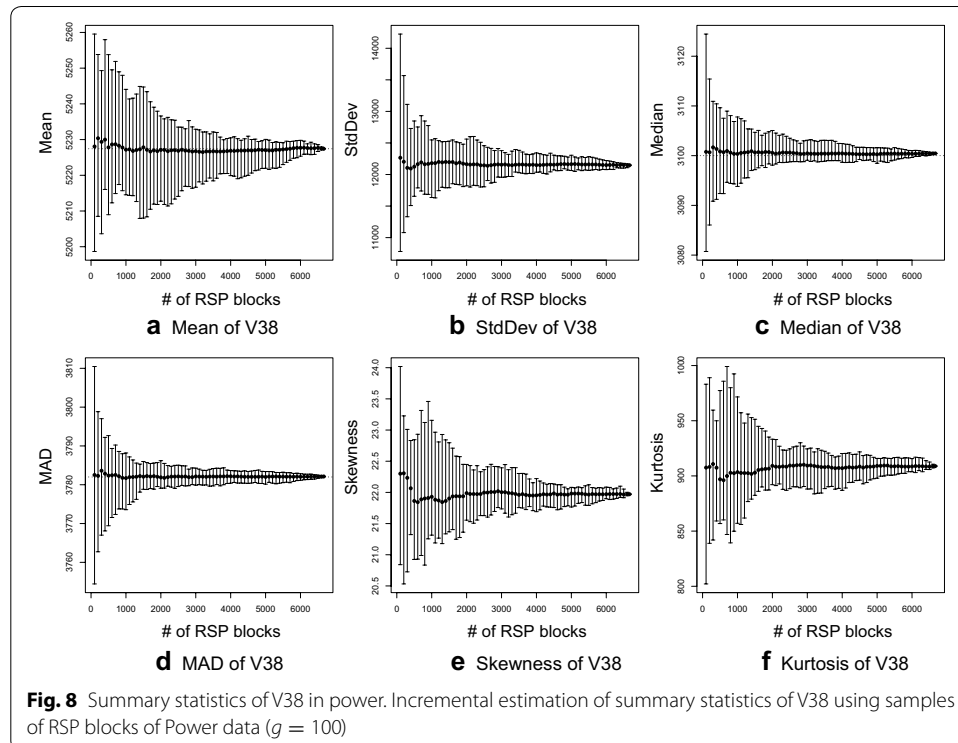 5200 5210 5220 5230 5240 5250 5260
Mean
0 1000 2000 3000 4000 5000 6000
# of RSP blocks
a Mean of V38
11000 12000 13000 14000
StdDev
0 1000 2000 3000 4000 5000 6000
# of RSP blocks
b StdDev of V38
3080 3090 3100 3110 3120
Median
0 1000 2000 3000 4000 5000 6000
# of RSP blocks
c Median of V38
3760 3770 3780 3790 3800 3810
MAD
0 1000 2000 3000 4000 5000 6000
# of RSP blocks
d MAD of V38
20.5 21.0 21.5 22.0 22.5 23.0 23.5 24.0
Skewness
0 1000 2000 3000 4000 5000 6000
# of RSP blocks
e Skewness of V38
800 850 900 950 1000
Kurtosis
0 1000 2000 3000 4000 5000 6000
# of RSP blocks
f Kurtosis of V38
Fig. 8 Summary statistics of V38 in power. Incremental estimation of summary statistics of V38 using samples
of RSP blocks of Power data (g = 100)